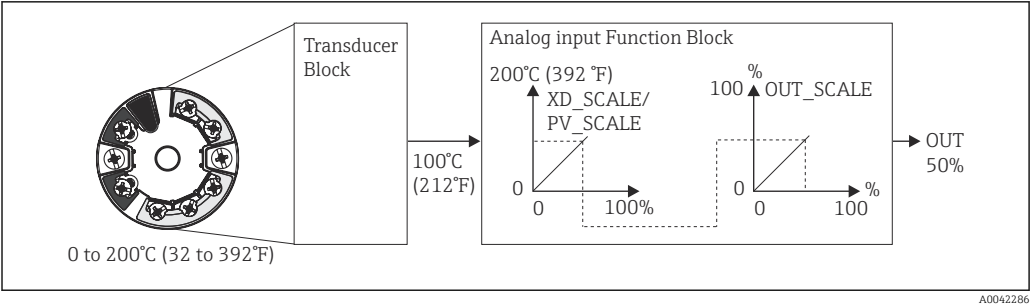 Transducer
Block
Analog input Function Block
200°C (392 °F)
XD_SCALE/
PV_SCALE
0
0
100%
%
100
OUT_SCALE
0
0
100
%
100°C
(212°F)
OUT
50%
0 to 200°C (32 to 392°F)
A0042286